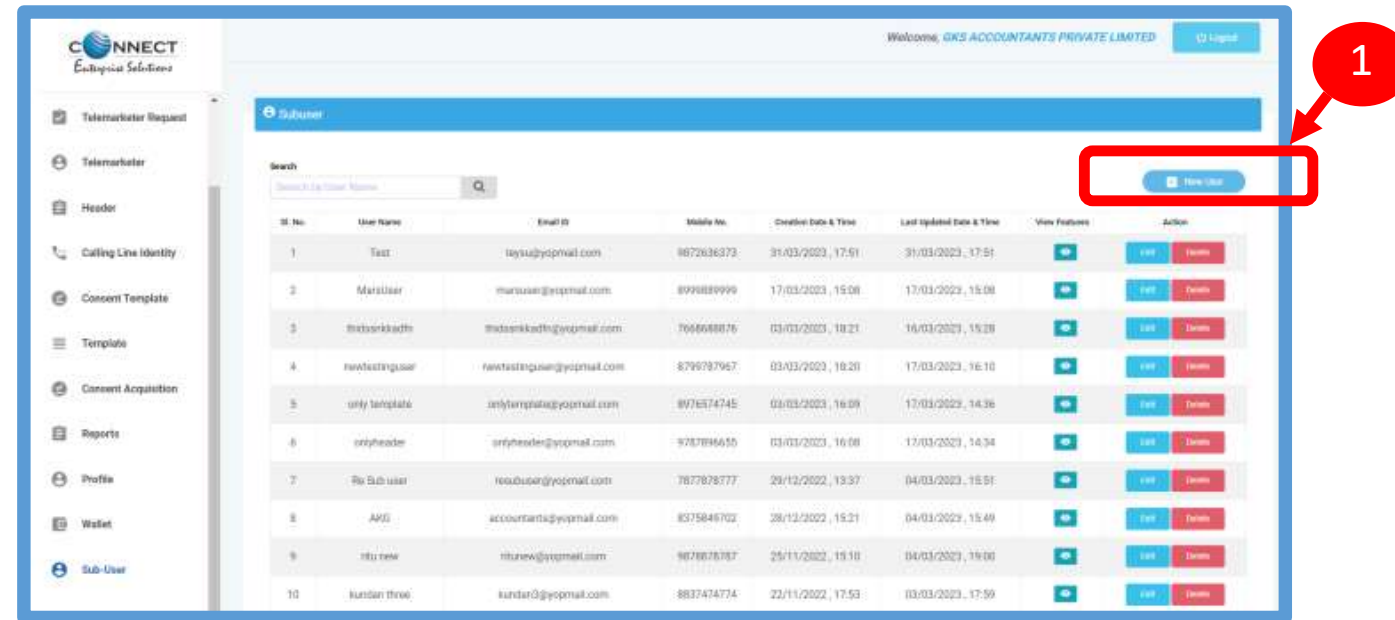 CONNECT
Enterprise Solutions
Welcome, GKS ACCOUNTANTS PRIVATE LIMITED
Logout
1
Telemarketer Request
Telemarketer
Header
Calling Line Identity
Consent Template
Template
Consent Acquisition
Reports
Profile
Wallet
Sub-User
Subuser
Search
Search by User Name
New User
Sl. No. User Name Email ID Mobile No. Creation Date & Time Last Updated Date & Time View Features Action
1 Test 9872636373 31/03/2023 , 17:51 31/03/2023 , 17:51 Edit Delete
2 MarsUser marsuser@yopmail.com 8999889999 17/03/2023 , 15:08 17/03/2023 , 15:08 Edit Delete
3 7668688876 03/03/2023 , 18:21 16/03/2023 , 15:28 Edit Delete
4 newtestinguser newtestinguser@yopmail.com 8799787967 03/03/2023 , 18:20 17/03/2023 , 16:10 Edit Delete
5 only template onlytemplate@yopmail.com 8976574745 03/03/2023 , 16:09 17/03/2023 , 14:36 Edit Delete
6 onlyheader onlyheader@yopmail.com 9787896655 03/03/2023 , 16:08 17/03/2023 , 14:34 Edit Delete
7 Re Sub user resubuser@yopmail.com 7877878777 29/12/2022 , 13:37 04/03/2023 , 15:51 Edit Delete
8 AKG accountants@yopmail.com 8375849702 28/12/2022 , 15:21 04/03/2023 , 15:49 Edit Delete
9 ritu new ritunew@yopmail.com 9878878787 25/11/2022 , 15:10 04/03/2023 , 19:00 Edit Delete
10 kundan three kundan3@yopmail.com 8837474774 22/11/2022 , 17:53 03/03/2023 , 17:59 Edit Delete